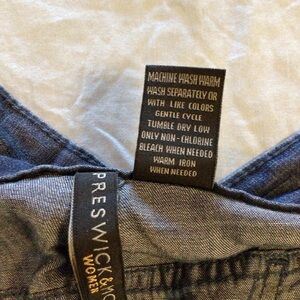 MACHINE WASH WARM
WASH SEPARATELY OR
WITH LIKE COLORS
GENTLE CYCLE
TUMBLE DRY LOW
ONLY NON-CHLORINE
BLEACH WHEN NEEDED
WARM IRON
WHEN NEEDED
PRESWICK &
WOMEN